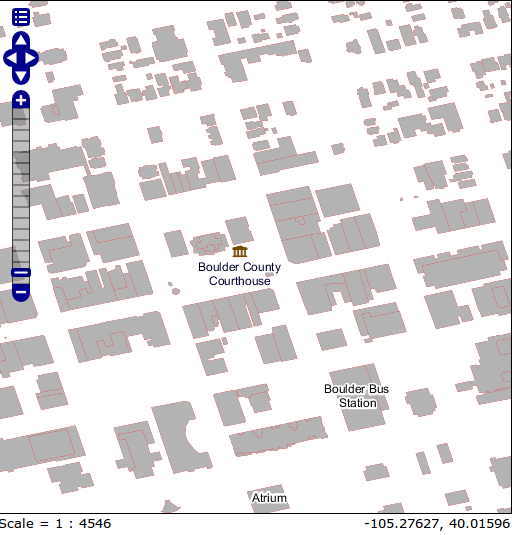 Boulder County
Courthouse
Boulder Bus
Station
Atrium
Scale = 1 : 4546
-105.27627, 40.01596